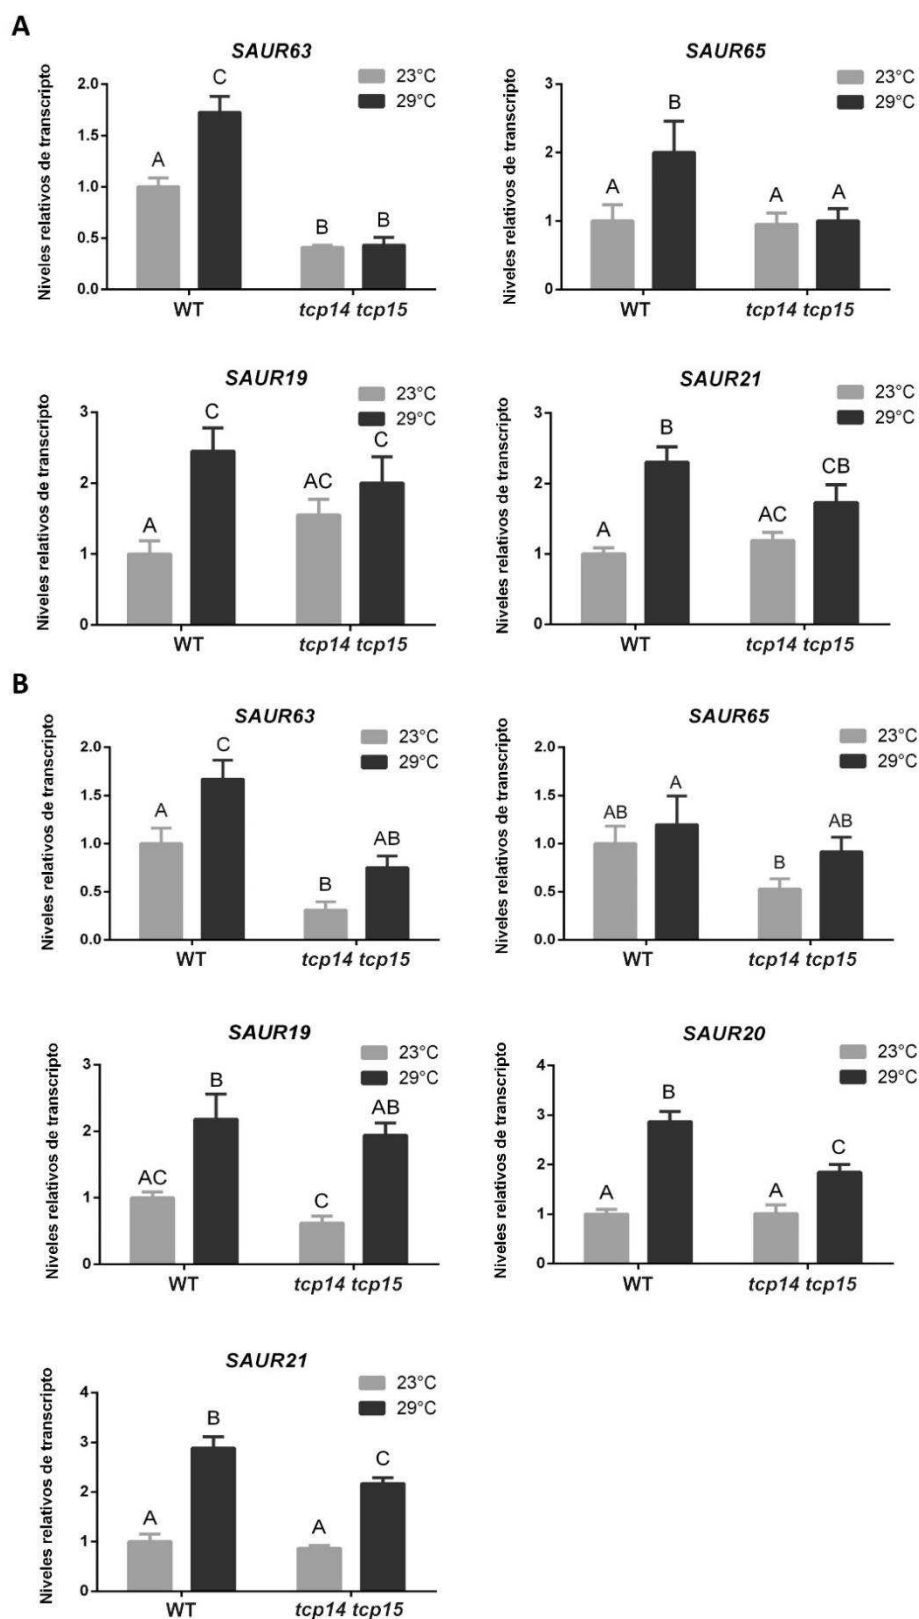 A
SAUR63
23°C
29°C
Niveles relativos de transcripto
2.0
1.5
1.0
0.5
0.0
A
C
B
B
WT
tcp14 tcp15
SAUR65
23°C
29°C
Niveles relativos de transcripto
3
2
1
0
A
B
A
A
WT
tcp14 tcp15
SAUR19
23°C
29°C
Niveles relativos de transcripto
3
2
1
0
A
C
AC
C
WT
tcp14 tcp15
SAUR21
23°C
29°C
Niveles relativos de transcripto
3
2
1
0
A
B
AC
CB
WT
tcp14 tcp15
B
SAUR63
23°C
29°C
Niveles relativos de transcripto
2.0
1.5
1.0
0.5
0.0
A
C
B
AB
WT
tcp14 tcp15
SAUR65
23°C
29°C
Niveles relativos de transcripto
2.0
1.5
1.0
0.5
0.0
AB
A
B
AB
WT
tcp14 tcp15
SAUR19
23°C
29°C
Niveles relativos de transcripto
3
2
1
0
AC
B
C
AB
WT
tcp14 tcp15
SAUR20
23°C
29°C
Niveles relativos de transcripto
4
3
2
1
0
A
B
A
C
WT
tcp14 tcp15
SAUR21
23°C
29°C
Niveles relativos de transcripto
4
3
2
1
0
A
B
A
C
WT
tcp14 tcp15